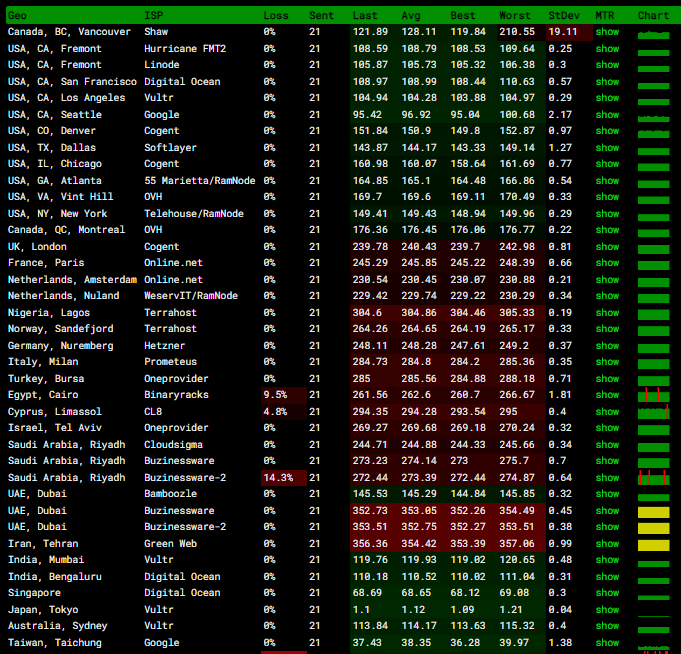 Geo ISP Loss Sent Last Avg Best Worst StDev MTR Chart
Canada, BC, Vancouver Shaw 0% 21 121.89 128.11 119.84 210.55 19.11 show
USA, CA, Fremont Hurricane FMT2 0% 21 108.59 108.79 108.53 109.64 0.25 show
USA, CA, Fremont Linode 0% 21 105.87 105.73 105.32 106.38 0.3 show
USA, CA, San Francisco Digital Ocean 0% 21 108.97 108.99 108.44 110.63 0.57 show
USA, CA, Los Angeles Vultr 0% 21 104.94 104.28 103.88 104.97 0.29 show
USA, CA, Seattle Google 0% 21 95.42 96.92 95.04 100.68 2.17 show
USA, CO, Denver Cogent 0% 21 151.84 150.9 149.8 152.87 0.97 show
USA, TX, Dallas Softlayer 0% 21 143.87 144.17 143.33 149.14 1.27 show
USA, IL, Chicago Cogent 0% 21 160.98 160.07 158.64 161.69 0.77 show
USA, GA, Atlanta 55 Marietta/RamNode 0% 21 164.85 165.1 164.48 166.86 0.54 show
USA, VA, Vint Hill OVH 0% 21 169.7 169.6 169.11 170.49 0.33 show
USA, NY, New York Telehouse/RamNode 0% 21 149.41 149.43 148.94 149.96 0.29 show
Canada, QC, Montreal OVH 0% 21 176.36 176.45 176.06 176.77 0.22 show
UK, London Cogent 0% 21 239.78 240.43 239.7 242.98 0.81 show
France, Paris Online.net 0% 21 245.29 245.85 245.22 248.39 0.66 show
Netherlands, Amsterdam Online.net 0% 21 230.54 230.45 230.07 230.88 0.21 show
Netherlands, Nuland WeservIT/RamNode 0% 21 229.42 229.74 229.22 230.29 0.34 show
Nigeria, Lagos Terrahost 0% 21 304.6 304.86 304.46 305.33 0.19 show
Norway, Sandefjord Terrahost 0% 21 264.26 264.65 264.19 265.17 0.33 show
Germany, Nuremberg Hetzner 0% 21 248.11 248.28 247.61 249.2 0.37 show
Italy, Milan Prometeus 0% 21 284.73 284.8 284.2 285.36 0.35 show
Turkey, Bursa Oneprovider 0% 21 285 285.56 284.88 288.18 0.71 show
Egypt, Cairo Binaryracks 9.5% 21 261.56 262.6 260.7 266.67 1.81 show
Cyprus, Limassol CL8 4.8% 21 294.35 294.28 293.54 295 0.4 show
Israel, Tel Aviv Oneprovider 0% 21 269.27 269.68 269.18 270.24 0.32 show
Saudi Arabia, Riyadh Cloudsigma 0% 21 244.71 244.88 244.33 245.66 0.34 show
Saudi Arabia, Riyadh Buzinessware 0% 21 273.23 274.14 273 275.7 0.7 show
Saudi Arabia, Riyadh Buzinessware-2 14.3% 21 272.44 273.39 272.44 274.87 0.64 show
UAE, Dubai Bamboozle 0% 21 145.53 145.29 144.84 145.85 0.32 show
UAE, Dubai Buzinessware 0% 21 352.73 353.05 352.26 354.49 0.45 show
UAE, Dubai Buzinessware-2 0% 21 353.51 352.75 352.27 353.51 0.38 show
Iran, Tehran Green Web 0% 21 356.36 354.42 353.39 357.06 0.99 show
India, Mumbai Vultr 0% 21 119.76 119.93 119.02 120.65 0.48 show
India, Bengaluru Digital Ocean 0% 21 110.18 110.52 110.02 111.04 0.31 show
Singapore Digital Ocean 0% 21 68.69 68.65 68.12 69.08 0.3 show
Japan, Tokyo Vultr 0% 21 1.1 1.12 1.09 1.21 0.04 show
Australia, Sydney Vultr 0% 21 113.84 114.17 113.63 115.32 0.4 show
Taiwan, Taichung Google 0% 21 37.43 38.35 36.28 39.97 1.38 show